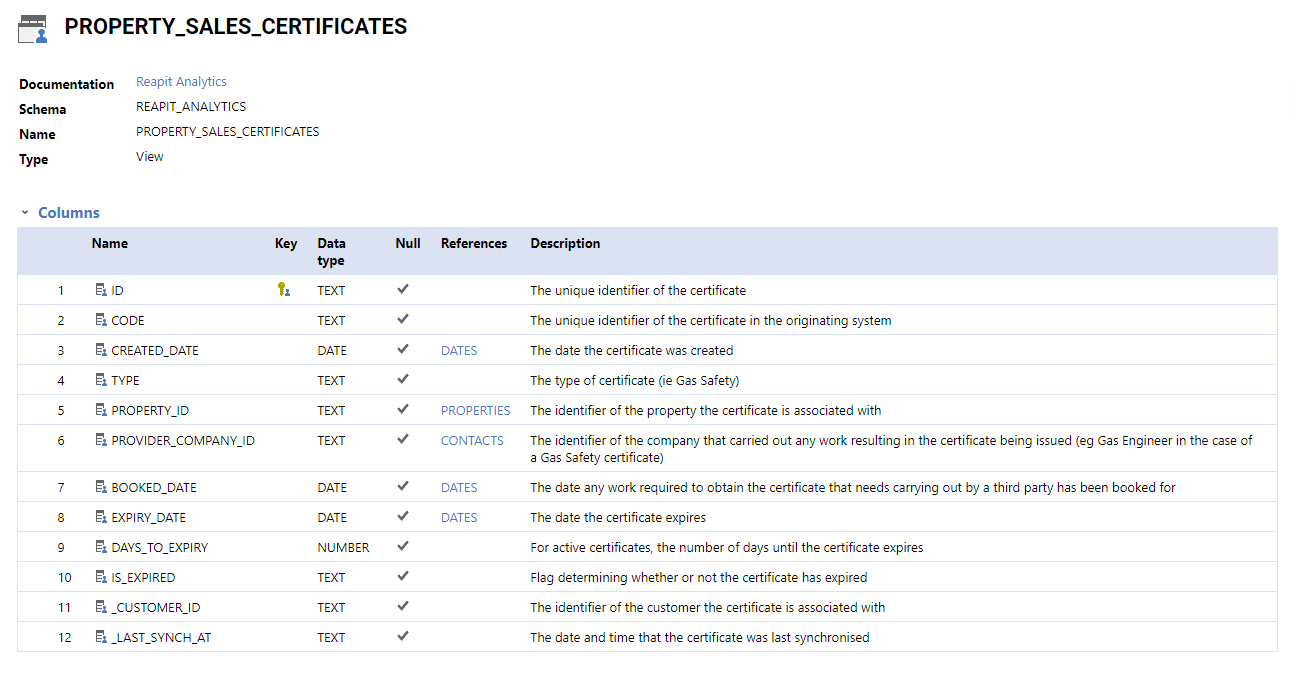 PROPERTY_SALES_CERTIFICATES
Documentation Reapit Analytics
Schema REAPIT_ANALYTICS
Name PROPERTY_SALES_CERTIFICATES
Type View
Columns
Name Key Data type Null References Description
1 ID TEXT The unique identifier of the certificate
2 CODE TEXT The unique identifier of the certificate in the originating system
3 CREATED_DATE DATE DATES The date the certificate was created
4 TYPE TEXT The type of certificate (ie Gas Safety)
5 PROPERTY_ID TEXT PROPERTIES The identifier of the property the certificate is associated with
6 PROVIDER_COMPANY_ID TEXT CONTACTS The identifier of the company that carried out any work resulting in the certificate being issued (eg Gas Engineer in the case of
a Gas Safety certificate)
7 BOOKED_DATE DATE DATES The date any work required to obtain the certificate that needs carrying out by a third party has been booked for
8 EXPIRY_DATE DATE DATES The date the certificate expires
9 DAYS_TO_EXPIRY NUMBER For active certificates, the number of days until the certificate expires
10 IS_EXPIRED TEXT Flag determining whether or not the certificate has expired
11 _CUSTOMER_ID TEXT The identifier of the customer the certificate is associated with
12 _LAST_SYNCH_AT TEXT The date and time that the certificate was last synchronised